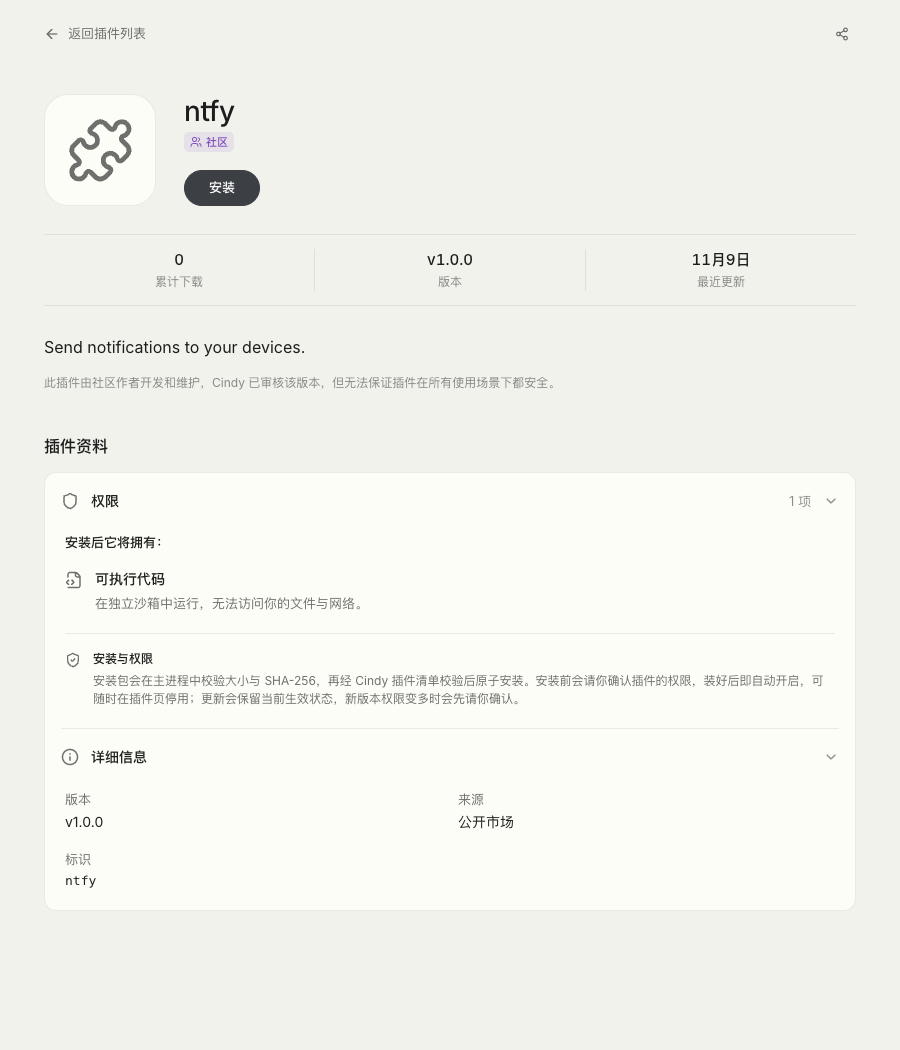 返回插件列表
ntfy
社区
安装
0
累计下载
v1.0.0
版本
11月9日
最近更新
Send notifications to your devices.
此插件由社区作者开发和维护，Cindy 已审核该版本，但无法保证插件在所有使用场景下都安全。
插件资料
权限
1 项
安装后它将拥有：
可执行代码
在独立沙箱中运行，无法访问你的文件与网络。
安装与权限
安装包会在主进程中校验大小与 SHA-256，再经 Cindy 插件清单校验后原子安装。安装前会请你确认插件的权限，装好后即自动开启，可
随时在插件页停用；更新会保留当前生效状态，新版本权限变多时会先请你确认。
详细信息
版本
v1.0.0
来源
公开市场
标识
ntfy